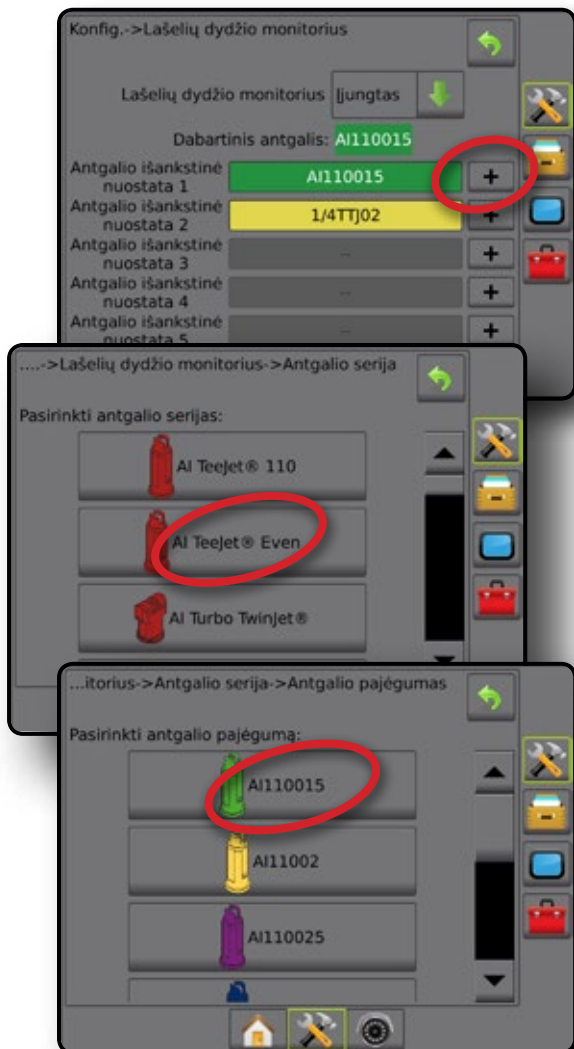 Konfig.->Lašelių dydžio monitorius
Lašelių dydžio monitorius Įjungtas
Dabartinis antgalis: AI110015
Antgalio išankstinė
nuostata 1
AI110015
+
Antgalio išankstinė
nuostata 2
1/4TTJ02
+
Antgalio išankstinė
nuostata 3
--
+
Antgalio išankstinė
nuostata 4
--
+
Antgalio išankstinė
nuostata 5
--
+
....->Lašelių dydžio monitorius->Antgalio serija
Pasirinkti antgalio serijas:
AI TeeJet® 110
AI TeeJet® Even
AI Turbo TwinJet®
...itorius->Antgalio serija->Antgalio pajėgumas
Pasirinkti antgalio pajėgumą:
AI110015
AI11002
AI110025